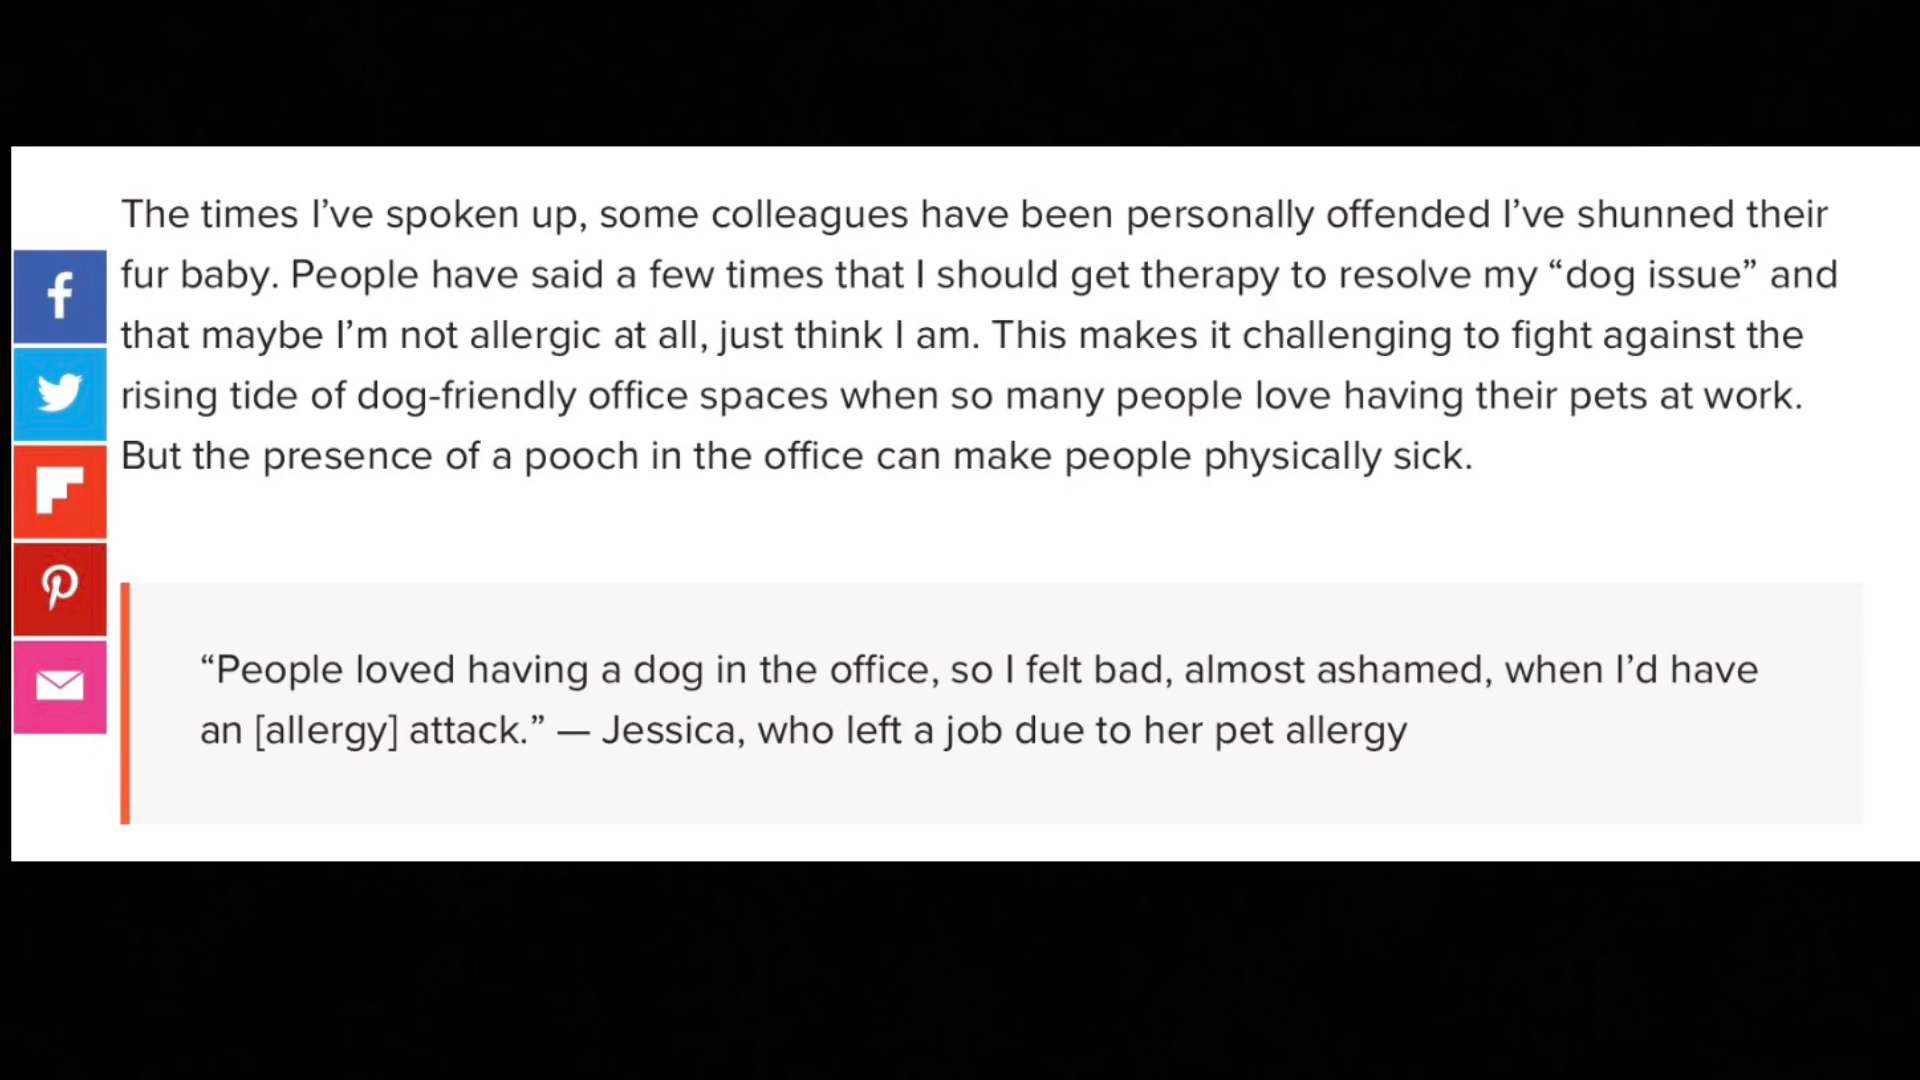 The times I’ve spoken up, some colleagues have been personally offended I’ve shunned their
fur baby. People have said a few times that I should get therapy to resolve my “dog issue” and
that maybe I’m not allergic at all, just think I am. This makes it challenging to fight against the
rising tide of dog-friendly office spaces when so many people love having their pets at work.
But the presence of a pooch in the office can make people physically sick.
“People loved having a dog in the office, so I felt bad, almost ashamed, when I’d have
an [allergy] attack.” — Jessica, who left a job due to her pet allergy